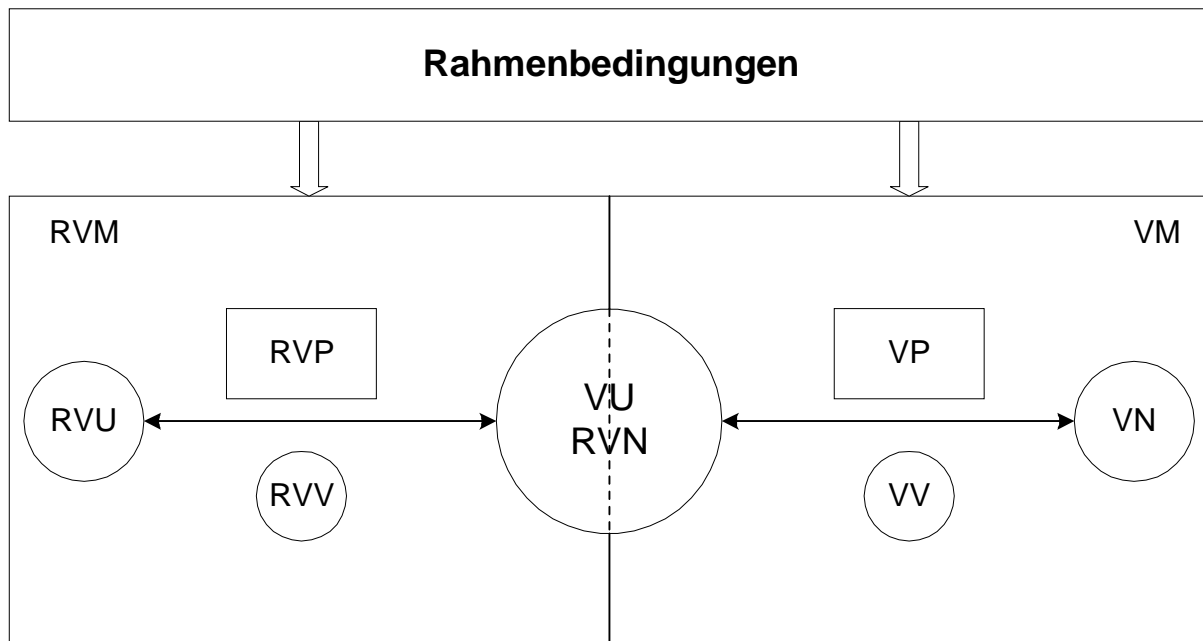 Rahmenbedingungen
RVM
VM
RVP
VP
RVU
VU
RVN
VN
RVV
VV